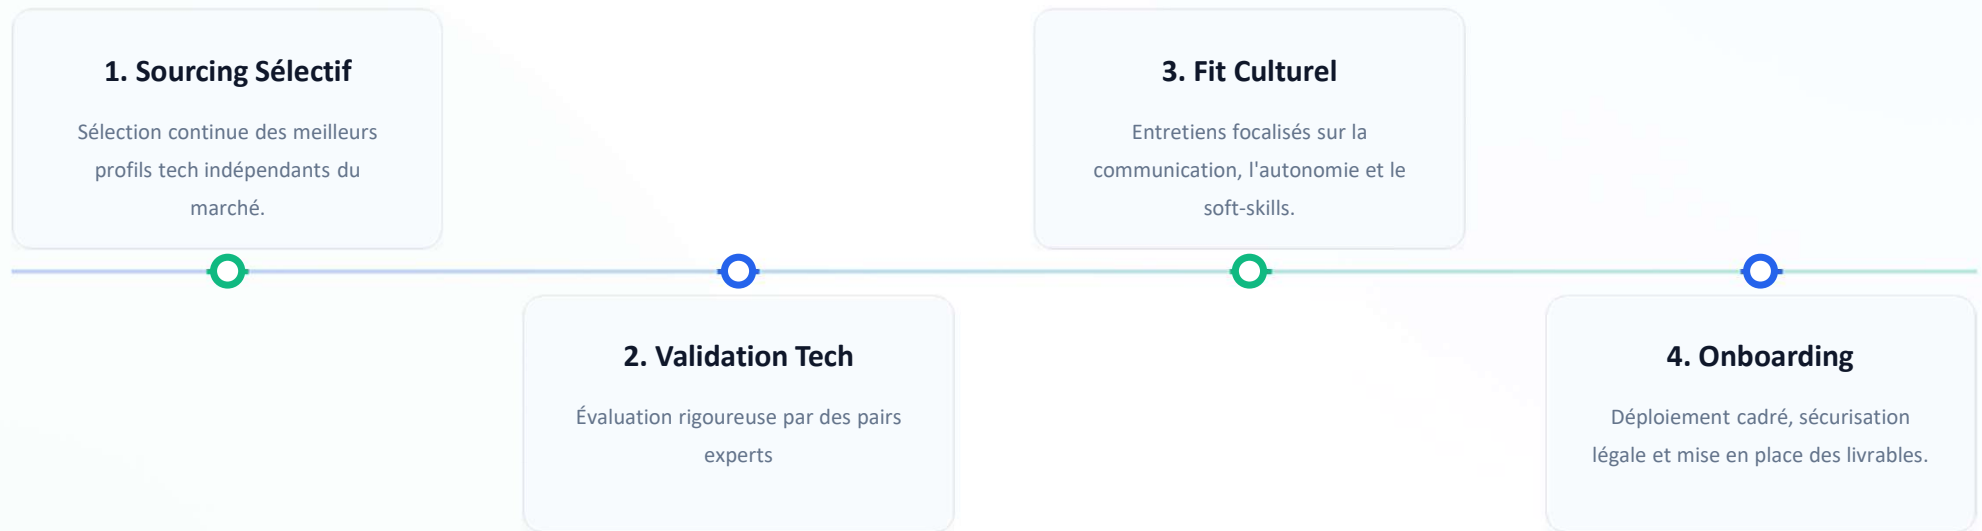 1. Sourcing Sélectif
Sélection continue des meilleurs
profils tech indépendants du
marché.
2. Validation Tech
Évaluation rigoureuse par des pairs
experts
3. Fit Culturel
Entretiens focalisés sur la
communication, l'autonomie et le
soft-skills.
4. Onboarding
Déploiement cadré, sécurisation
légale et mise en place des livrables.